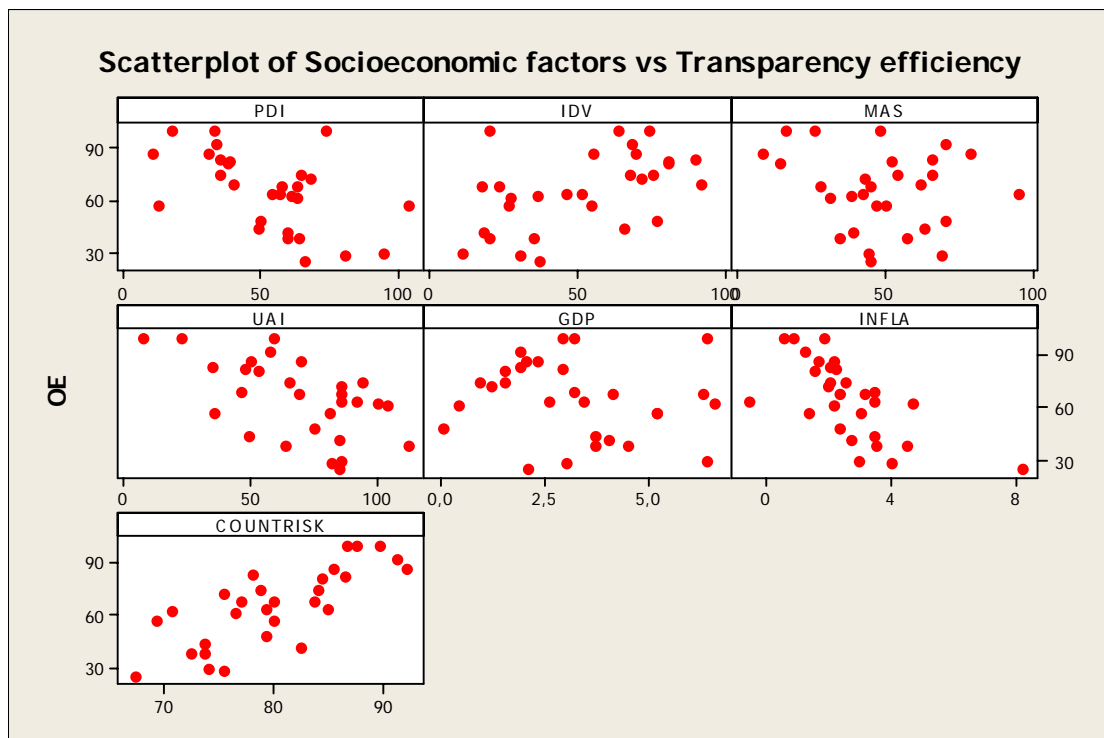 Scatterplot of Socioeconomic factors vs Transparency efficiency
PDI IDV MAS
90
60
30
0 50 100 0 50 100 0 50 100
UAI GDP INFLA
OE
90
60
30
0 50 100 0,0 2,5 5,0 0 4 8
COUNTRISK
90
60
30
70 80 90